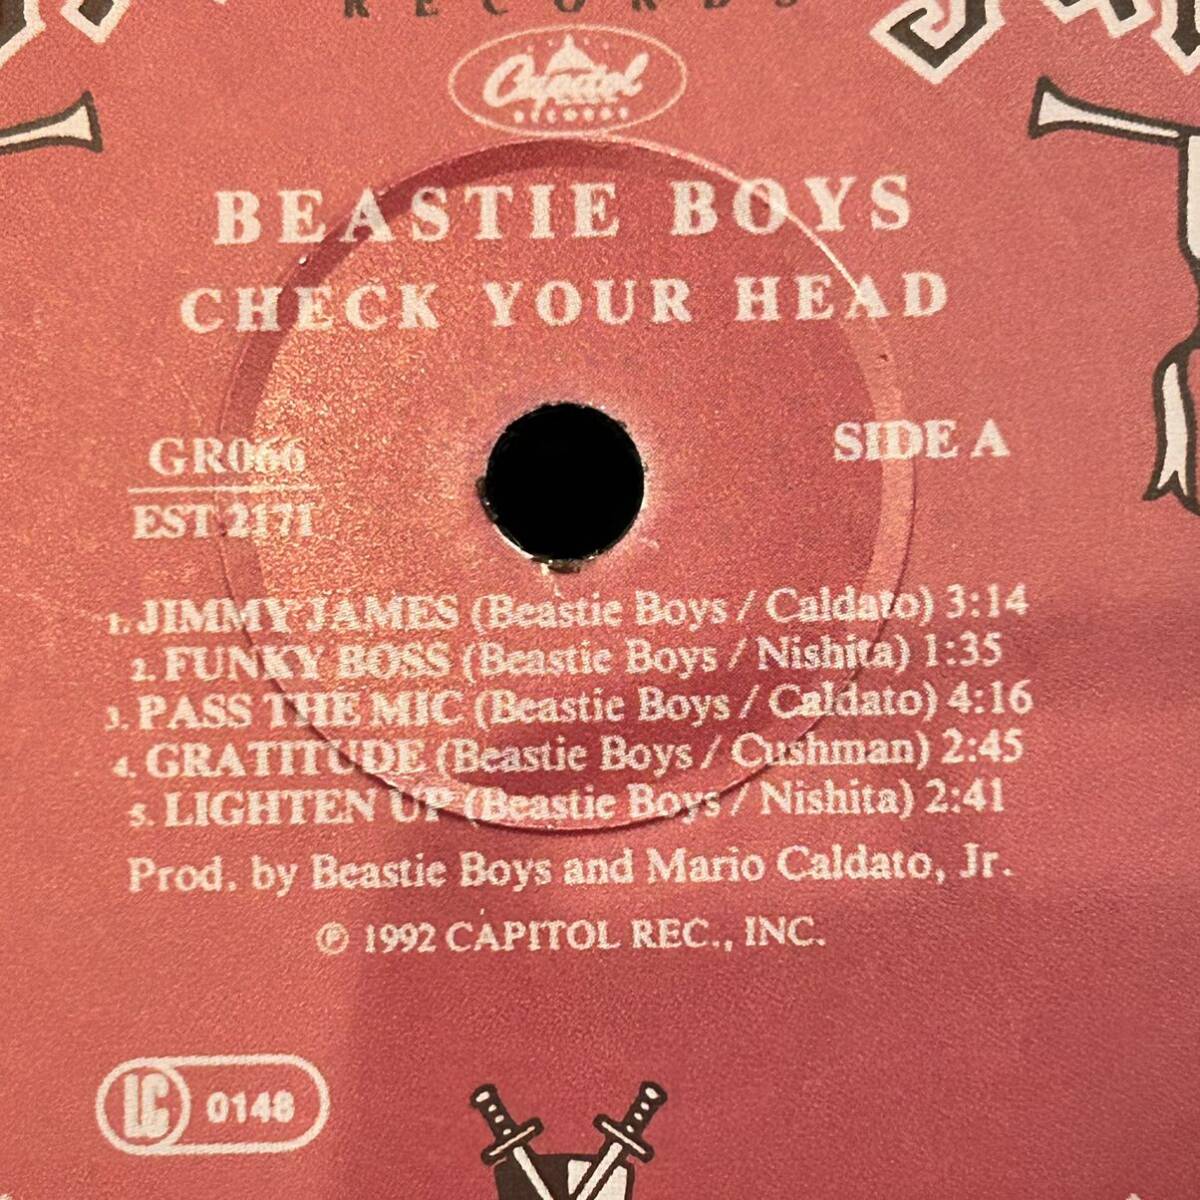 RECORDS
Capitol
RECORDS
BEASTIE BOYS
CHECK YOUR HEAD
GR066
EST 2171
SIDE A
1. JIMMY JAMES (Beastie Boys / Caldato) 3:14
2. FUNKY BOSS (Beastie Boys / Nishita) 1:35
3. PASS THE MIC (Beastie Boys / Caldato) 4:16
4. GRATITUDE (Beastie Boys / Cushman) 2:45
5. LIGHTEN UP (Beastie Boys / Nishita) 2:41
Prod. by Beastie Boys and Mario Caldato, Jr.
℗ 1992 CAPITOL REC., INC.
LC 0148